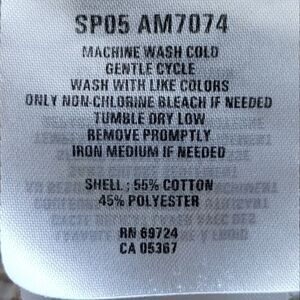 SP05 AM7074
MACHINE WASH COLD
GENTLE CYCLE
WASH WITH LIKE COLORS
ONLY NON-CHLORINE BLEACH IF NEEDED
TUMBLE DRY LOW
REMOVE PROMPTLY
IRON MEDIUM IF NEEDED
SHELL ; 55% COTTON
45% POLYESTER
RN 69724
CA 05367